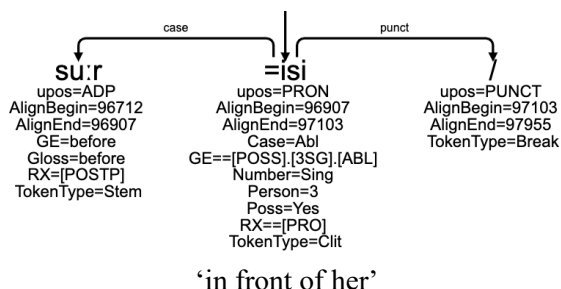 case
punct
suːr =isi /
upos=ADP upos=PRON upos=PUNCT
AlignBegin=96712 AlignBegin=96907 AlignBegin=97103
AlignEnd=96907 AlignEnd=97103 AlignEnd=97955
GE=before Case=Abl TokenType=Break
Gloss=before GE==[POSS].[3SG].[ABL]
RX=[POSTP] Number=Sing
TokenType=Stem Person=3
Poss=Yes
RX==[PRO]
TokenType=Clit
‘in front of her’